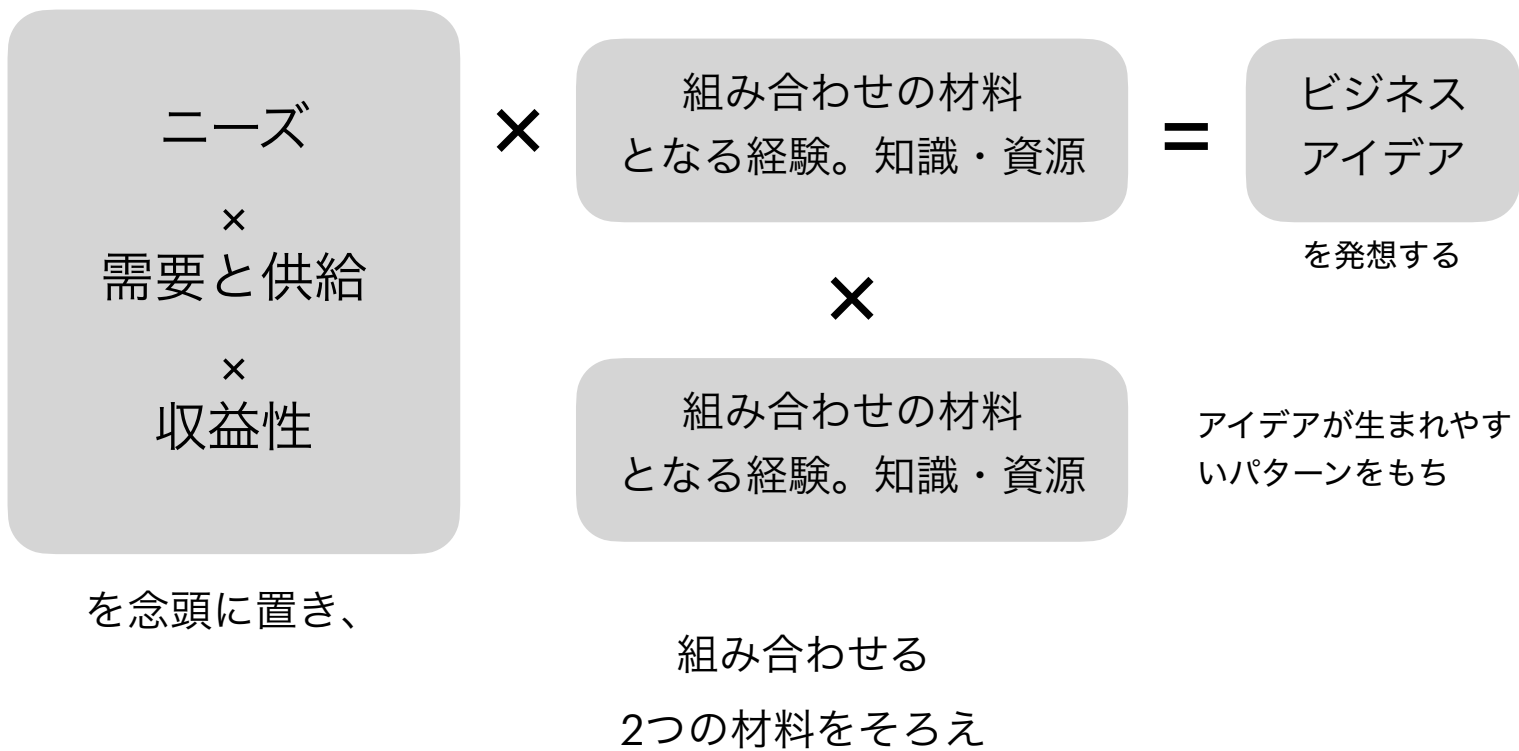 ニーズ
×
需要と供給
×
収益性
を念頭に置き、
×
組み合わせの材料
となる経験。知識・資源
×
組み合わせの材料
となる経験。知識・資源
組み合わせる
2つの材料をそろえ
=
ビジネス
アイデア
を発想する
アイデアが生まれやす
いパターンをもち